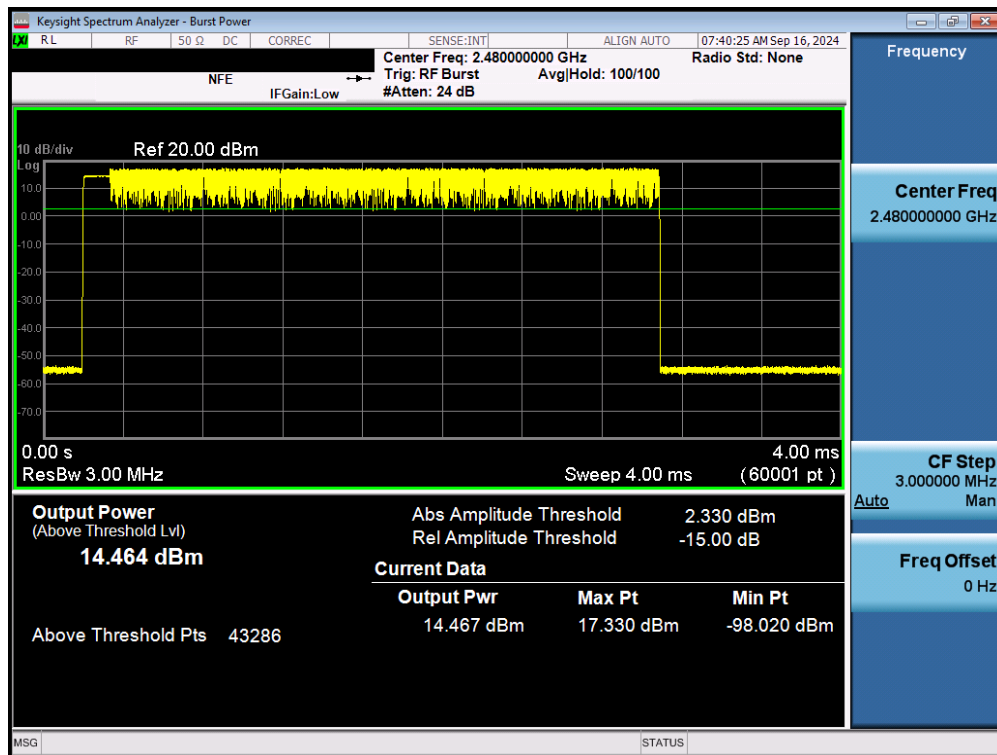 Keysight Spectrum Analyzer - Burst Power
LXI RL RF 50 Ω DC CORREC SENSE:INT ALIGN AUTO 07:40:25 AM Sep 16, 2024
Center Freq: 2.480000000 GHz Radio Std: None
NFE Trig: RF Burst Avg|Hold: 100/100
IFGain:Low #Atten: 24 dB
10 dB/div Ref 20.00 dBm
Log
10.0
0.00
-10.0
-20.0
-30.0
-40.0
-50.0
-60.0
-70.0
0.00 s 4.00 ms
ResBw 3.00 MHz Sweep 4.00 ms (60001 pt)
Output Power
(Above Threshold Lvl)
14.464 dBm
Above Threshold Pts 43286
Abs Amplitude Threshold 2.330 dBm
Rel Amplitude Threshold -15.00 dB
Current Data
Output Pwr Max Pt Min Pt
14.467 dBm 17.330 dBm -98.020 dBm
Frequency
Center Freq
2.480000000 GHz
CF Step
3.000000 MHz
Auto Man
Freq Offset
0 Hz
MSG STATUS